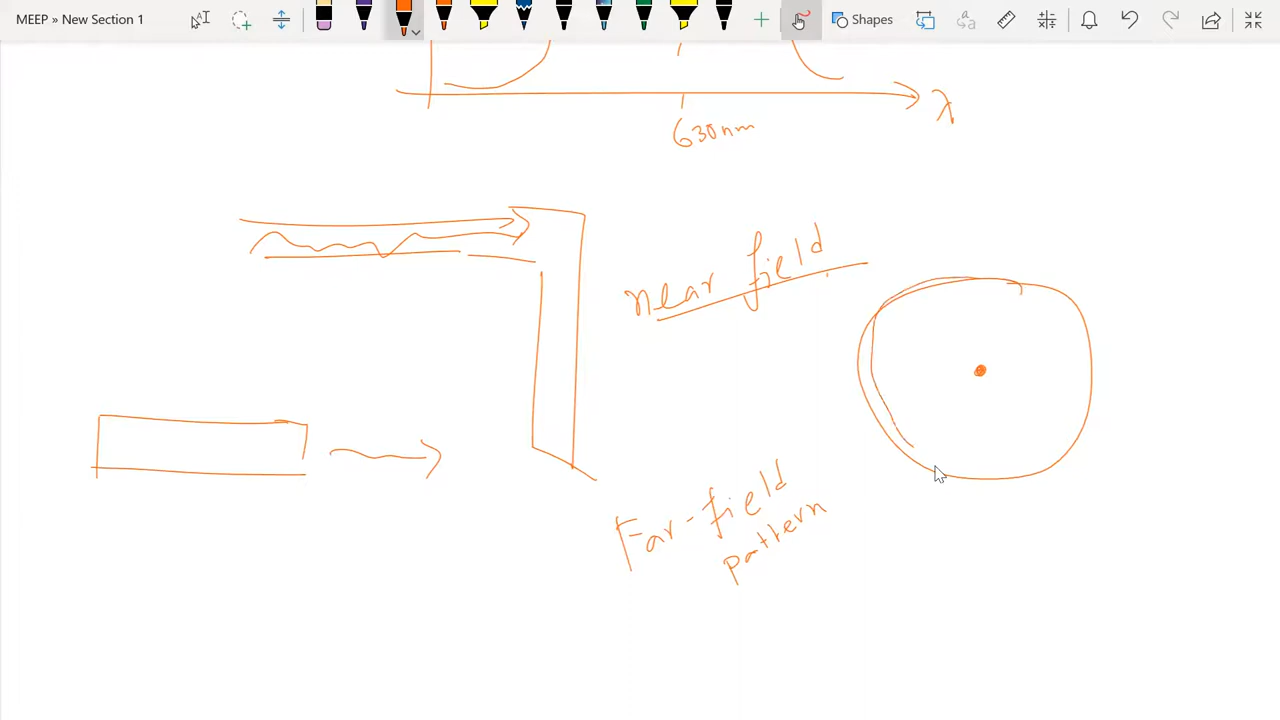 MEEP » New Section 1
Shapes
λ
630nm
near field
Far-field
pattern